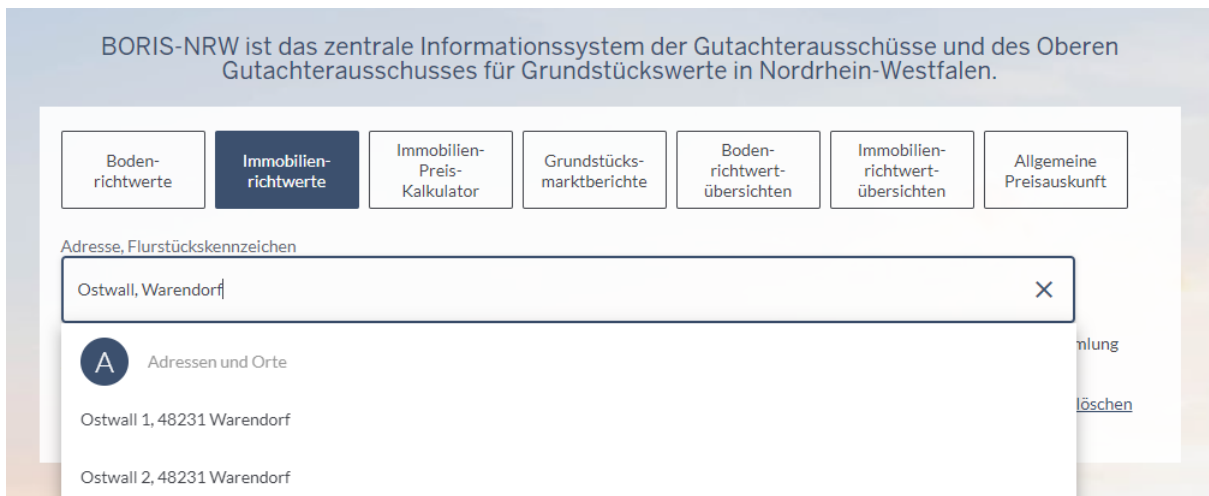 BORIS-NRW ist das zentrale Informationssystem der Gutachterausschüsse und des Oberen
Gutachterausschusses für Grundstückswerte in Nordrhein-Westfalen.
Boden-
richtwerte
Immobilien-
richtwerte
Immobilien-
Preis-
Kalkulator
Grundstücks-
marktberichte
Boden-
richtwert-
übersichten
Immobilien-
richtwert-
übersichten
Allgemeine
Preisauskunft
Adresse, Flurstückskennzeichen
Ostwall, Warendorf
A Adressen und Orte
mlung
Ostwall 1, 48231 Warendorf
löschen
Ostwall 2, 48231 Warendorf